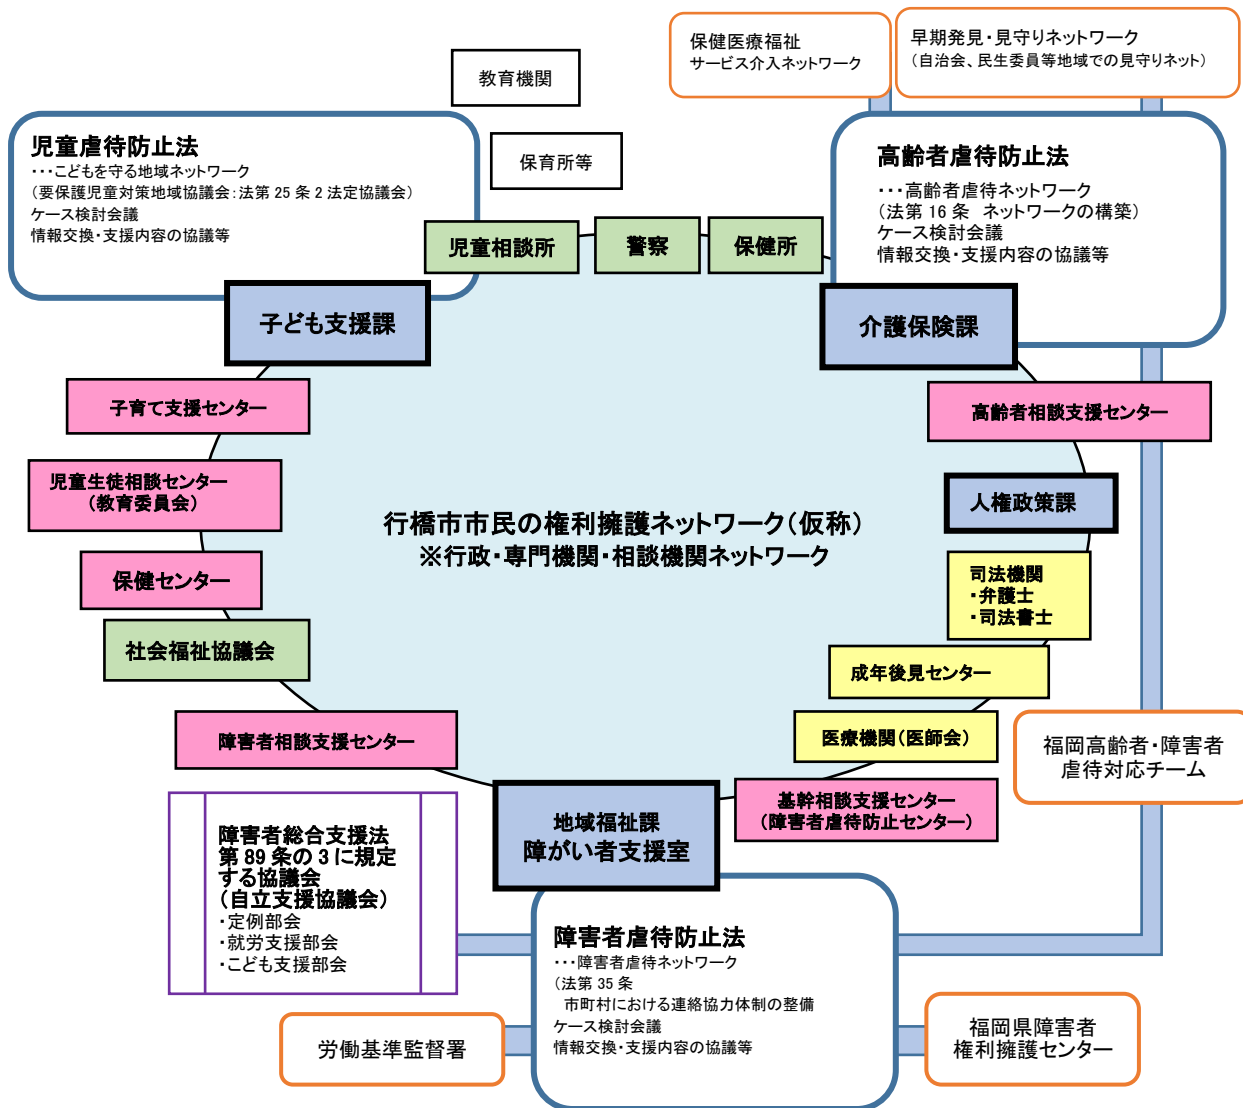 保健医療福祉
サービス介入ネットワーク
早期発見・見守りネットワーク
(自治会、民生委員等地域での見守りネット)
教育機関
保育所等
児童虐待防止法
・・・こどもを守る地域ネットワーク
(要保護児童対策地域協議会:法第 25 条 2 法定協議会)
ケース検討会議
情報交換・支援内容の協議等
高齢者虐待防止法
・・・高齢者虐待ネットワーク
(法第 16 条 ネットワークの構築)
ケース検討会議
情報交換・支援内容の協議等
児童相談所
警察
保健所
子ども支援課
介護保険課
子育て支援センター
高齢者相談支援センター
児童生徒相談センター
(教育委員会)
人権政策課
行橋市市民の権利擁護ネットワーク(仮称)
※行政・専門機関・相談機関ネットワーク
保健センター
司法機関
・弁護士
・司法書士
社会福祉協議会
成年後見センター
障害者相談支援センター
医療機関(医師会)
福岡高齢者・障害者
虐待対応チーム
基幹相談支援センター
(障害者虐待防止センター)
地域福祉課
障がい者支援室
障害者総合支援法
第 89 条の 3 に規定
する協議会
(自立支援協議会)
・定例部会
・就労支援部会
・こども支援部会
障害者虐待防止法
・・・障害者虐待ネットワーク
(法第 35 条
市町村における連絡協力体制の整備
ケース検討会議
情報交換・支援内容の協議等
労働基準監督署
福岡県障害者
権利擁護センター